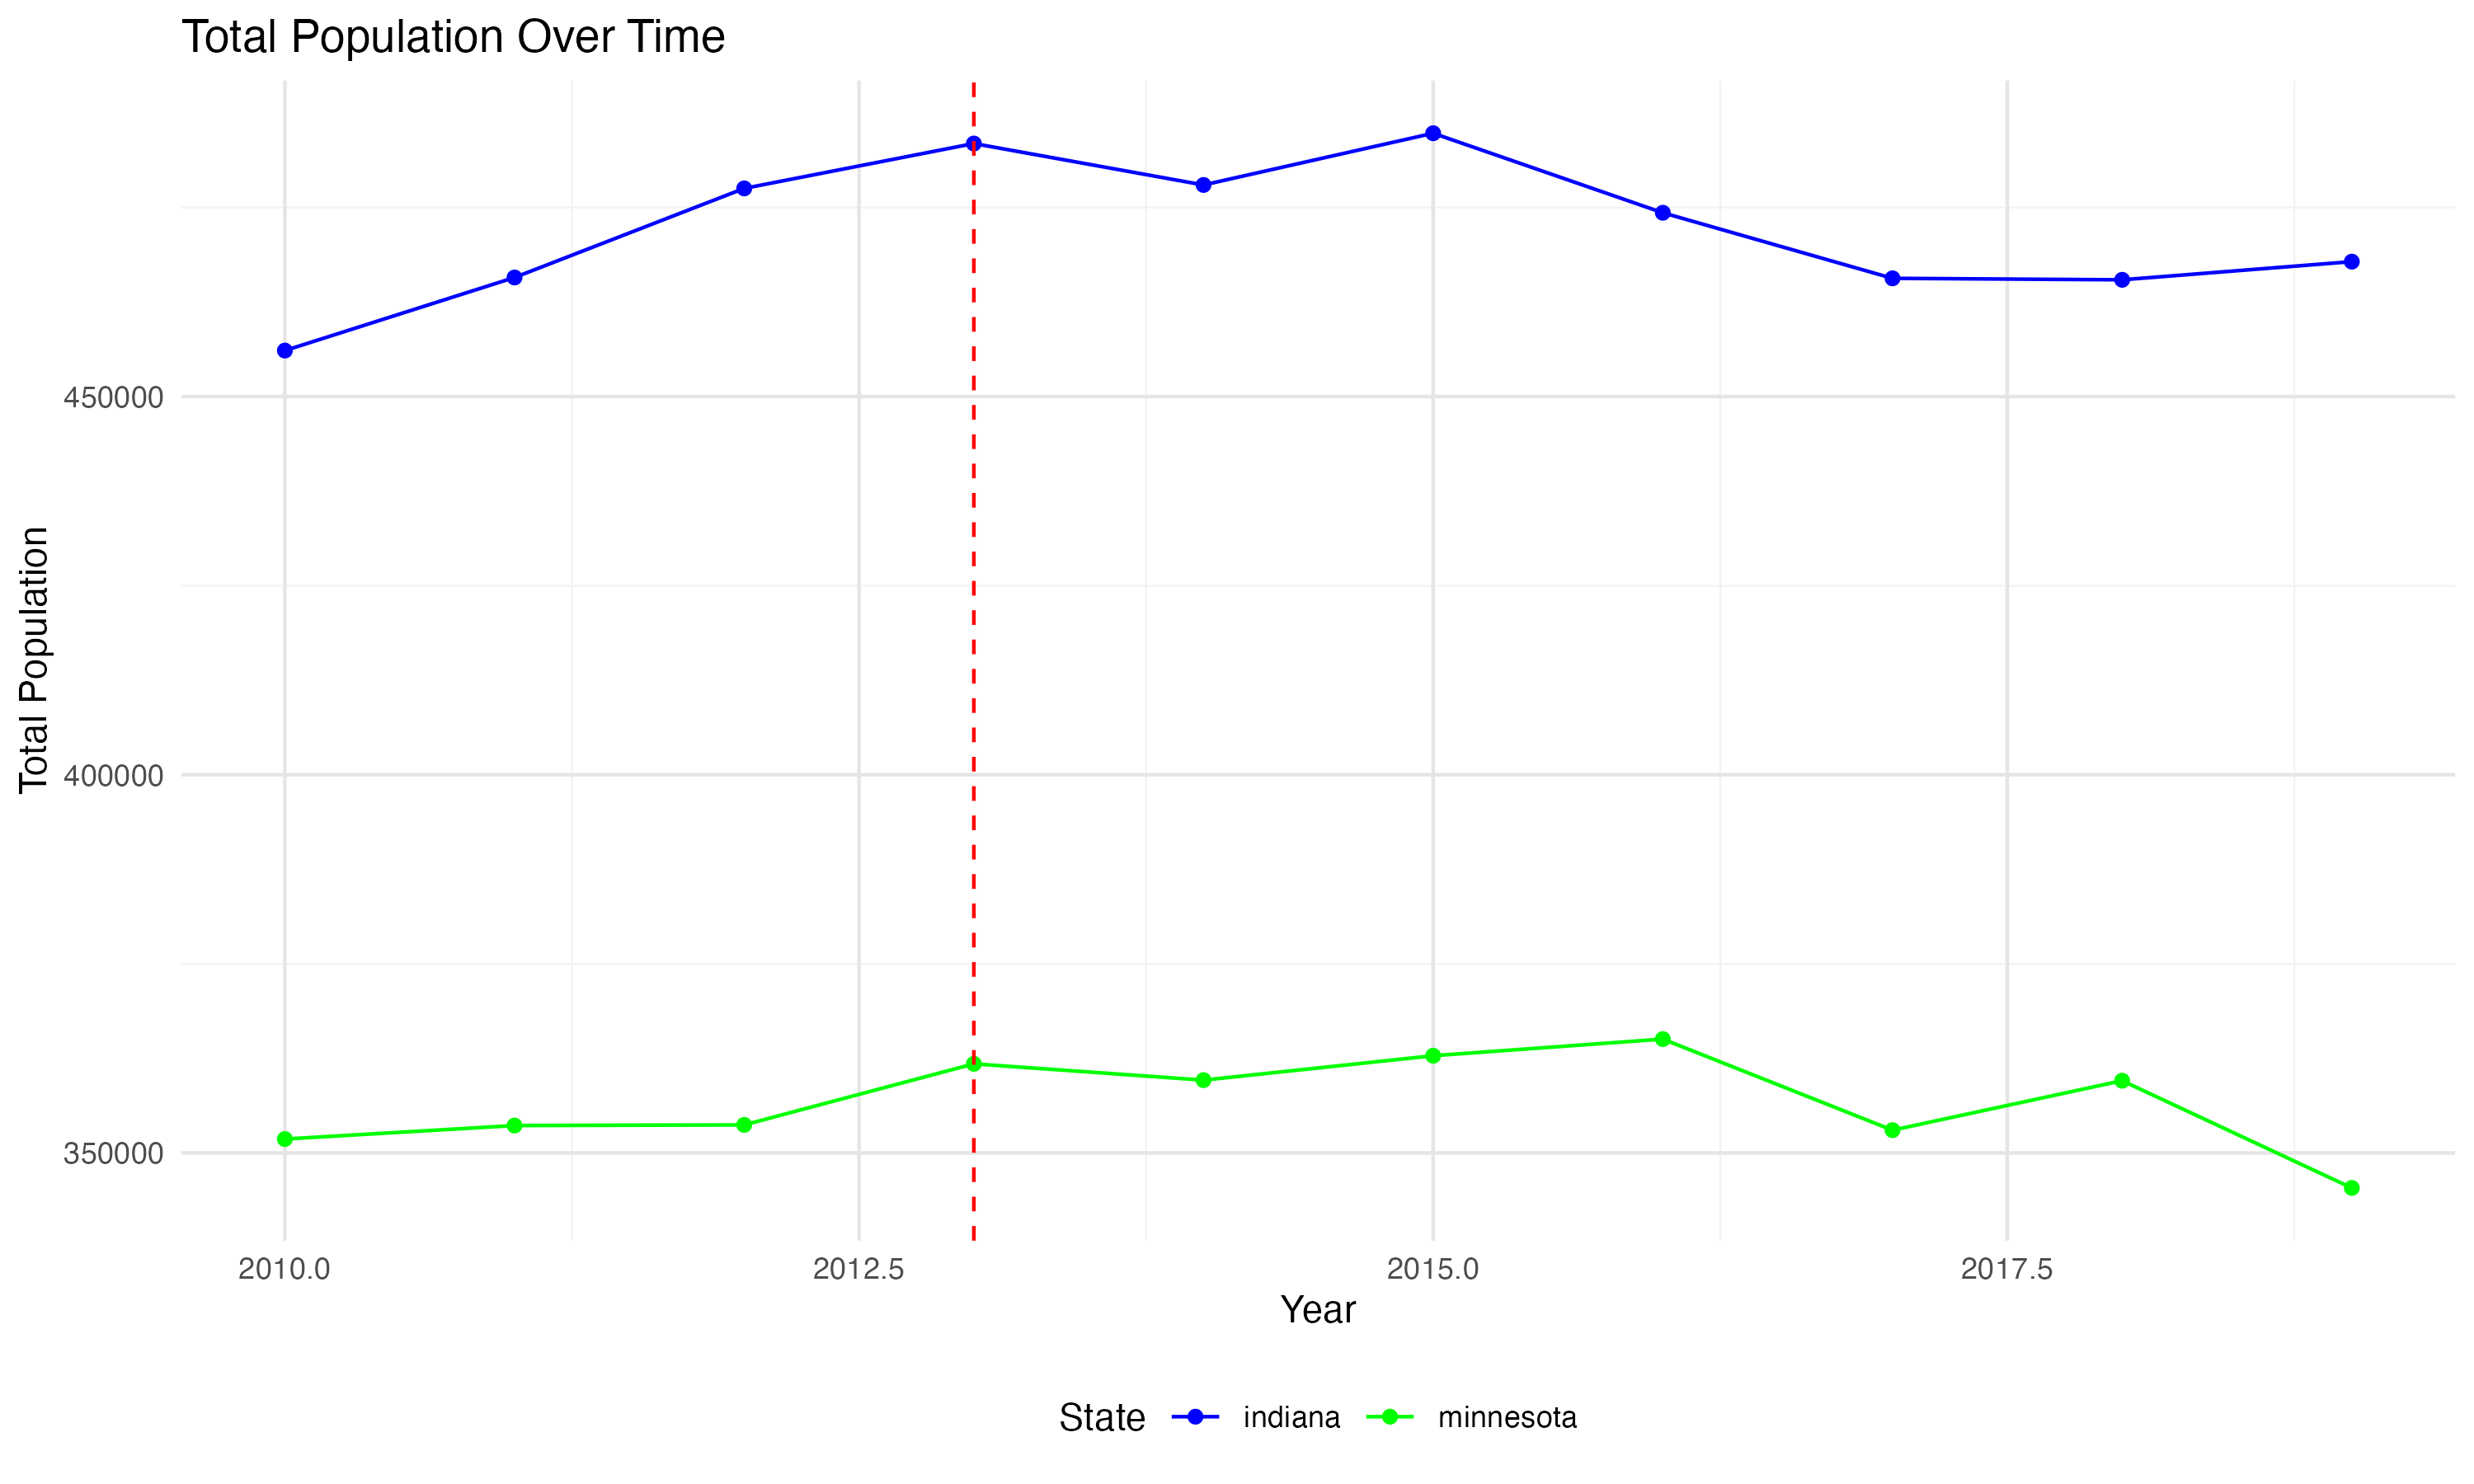 Total Population Over Time
Total Population
450000
400000
350000
2010.0
2012.5
2015.0
2017.5
Year
State
indiana
minnesota